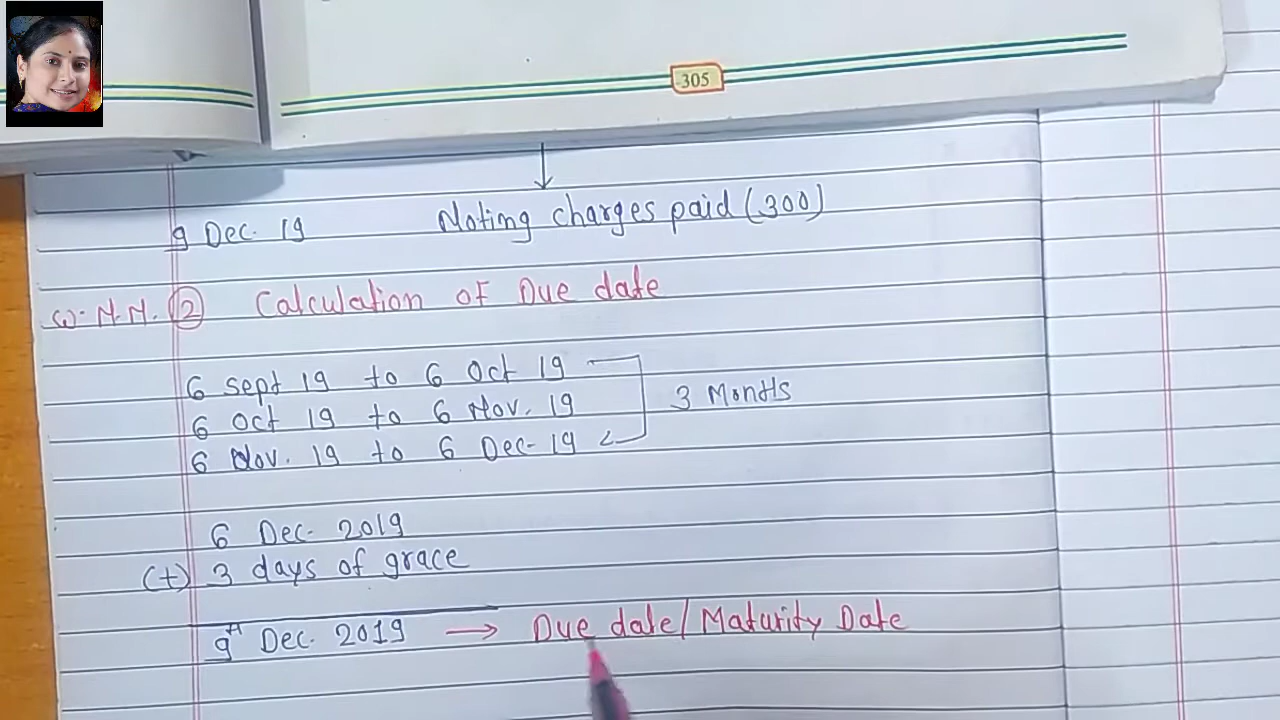 305
9 Dec. 19 Noting charges paid (300)
W.N.N. 2 Calculation of Due date
6 sept 19 to 6 Oct 19
6 Oct 19 to 6 Nov. 19 3 Months
6 Nov. 19 to 6 Dec- 19
6 Dec. 2019
(+) 3 days of grace
9th Dec. 2019 → Due date/Maturity Date